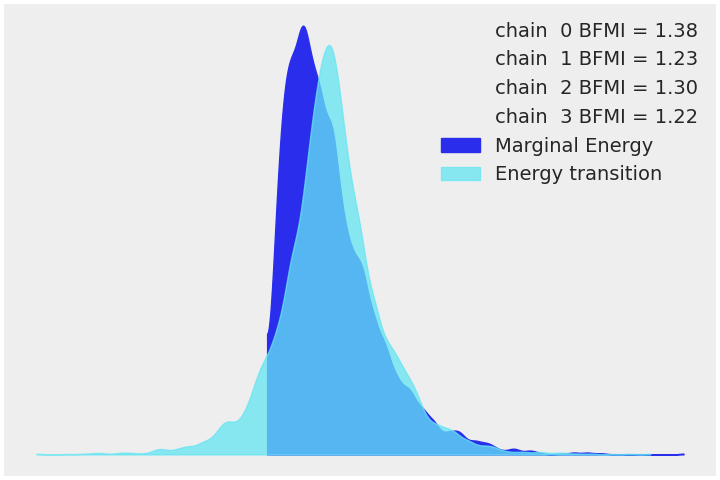 chain  0 BFMI = 1.38
chain  1 BFMI = 1.23
chain  2 BFMI = 1.30
chain  3 BFMI = 1.22
Marginal Energy
Energy transition